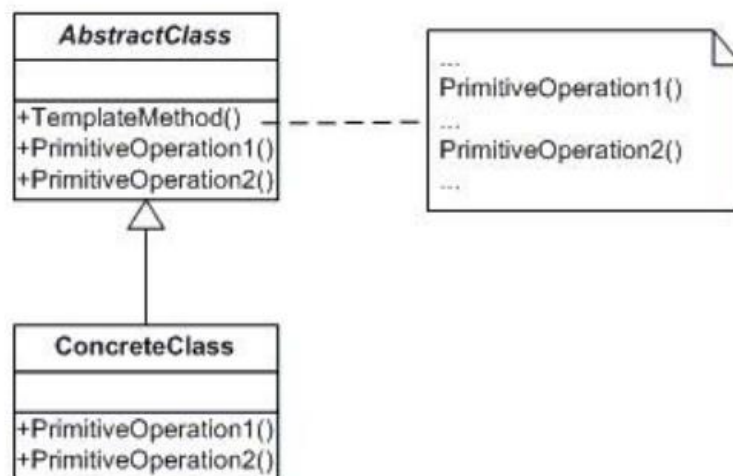 AbstractClass
+TemplateMethod()
+PrimitiveOperation1()
+PrimitiveOperation2()
...
PrimitiveOperation1()
...
PrimitiveOperation2()
...
ConcreteClass
+PrimitiveOperation1()
+PrimitiveOperation2()